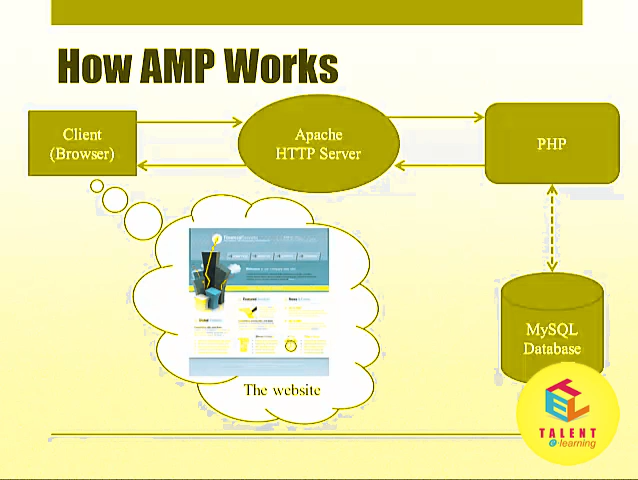 How AMP Works
Client
(Browser)
Apache
HTTP Server
PHP
MySQL
Database
The website
TALENT
e-learning